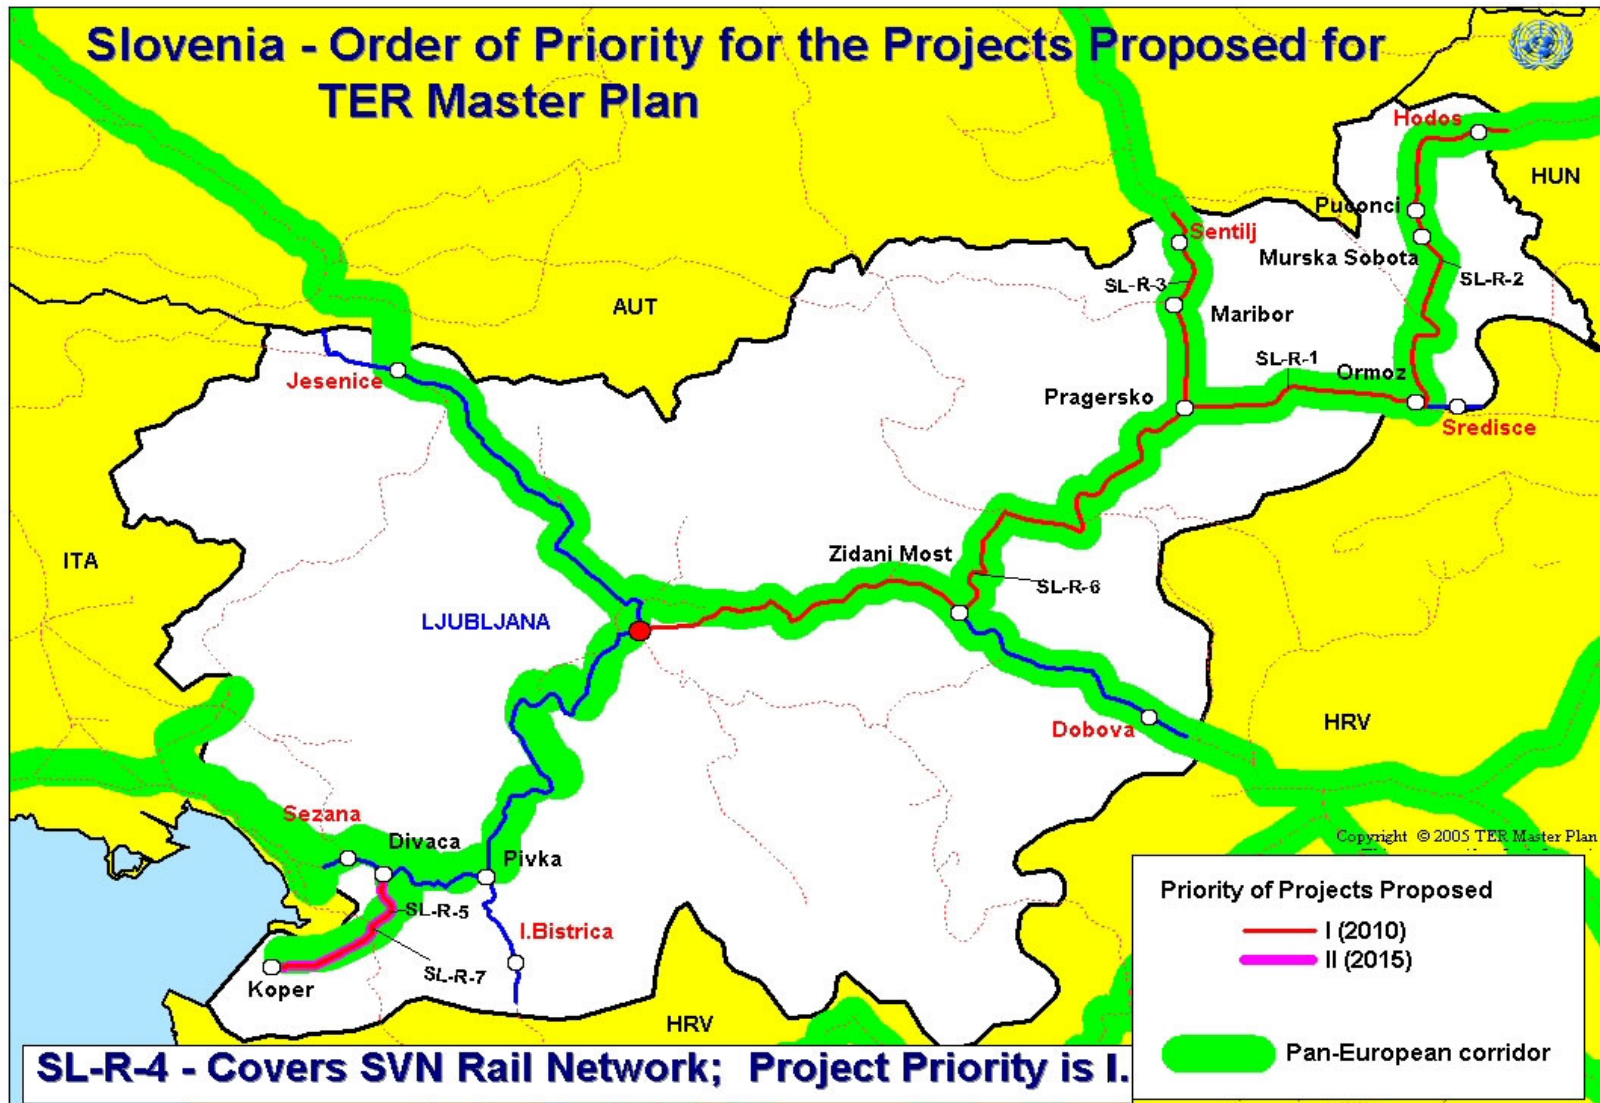 Slovenia - Order of Priority for the Projects Proposed for
TER Master Plan
Hodos
HUN
Puconci
Sentilj
Murska Sobota
SL-R-2
SL-R-3
AUT
Maribor
SL-R-1
Ormoz
Jesenice
Pragersko
Sredisce
Zidani Most
ITA
SL-R-6
LJUBLJANA
HRV
Dobova
Sezana
Divaca
Pivka
SL-R-5
I.Bistrica
SL-R-7
Koper
HRV
Copyright © 2005 TER Master Plan
Priority of Projects Proposed
I (2010)
II (2015)
Pan-European corridor
SL-R-4 - Covers SVN Rail Network; Project Priority is I.